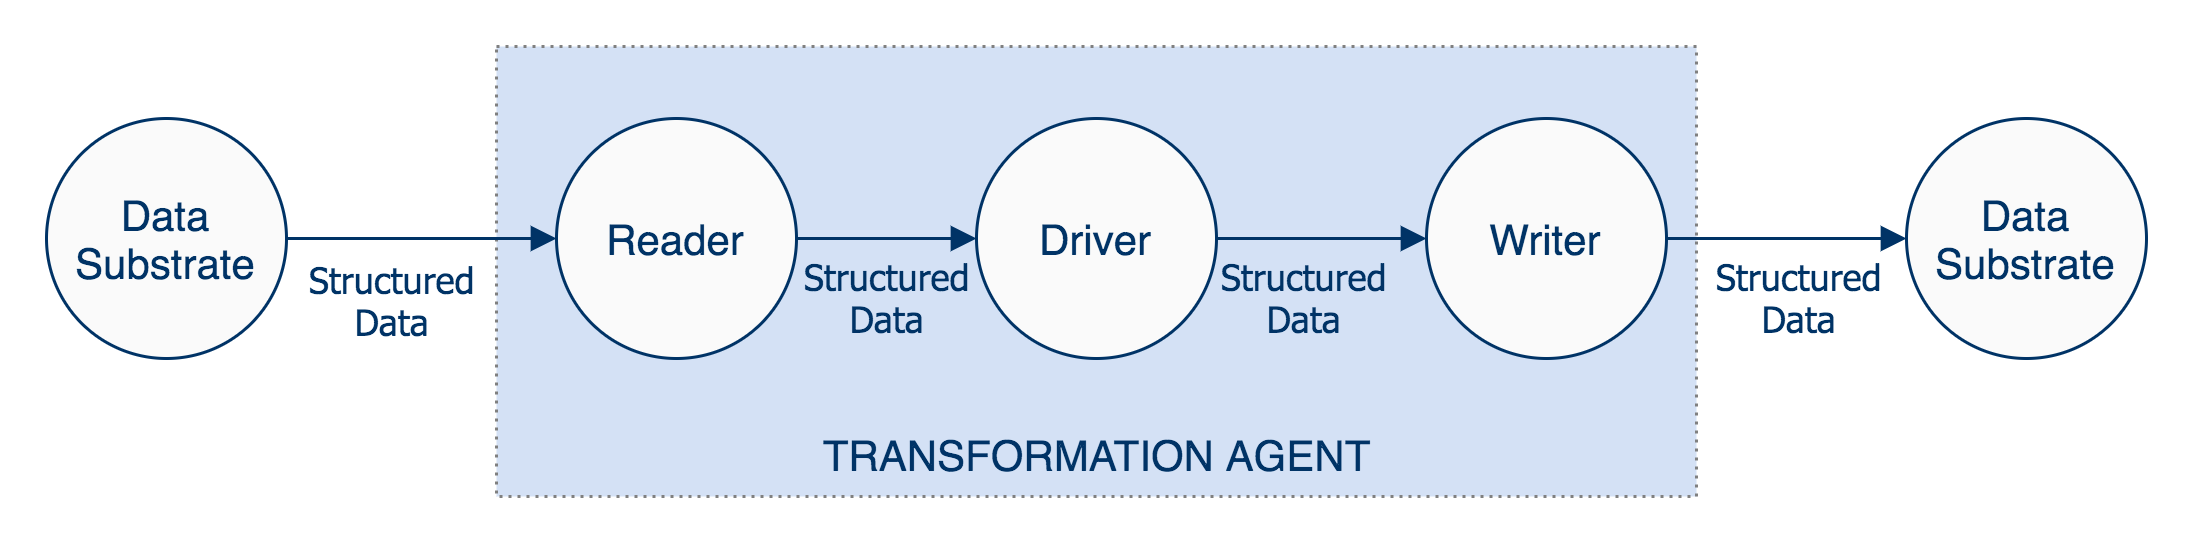 Data
Substrate
Structured
Data
Reader
Structured
Data
Driver
Structured
Data
Writer
Structured
Data
Data
Substrate
TRANSFORMATION AGENT